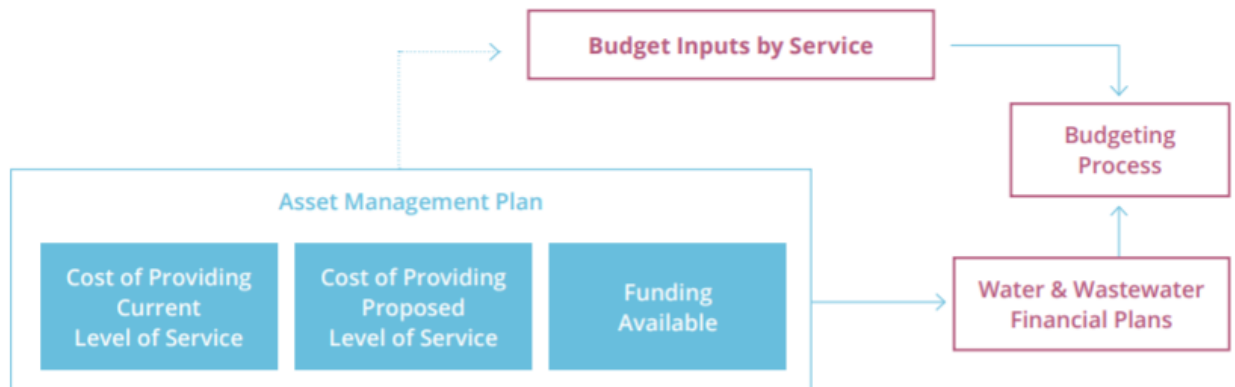 Budget Inputs by Service
Budgeting
Process
Asset Management Plan
Cost of Providing
Current
Level of Service
Cost of Providing
Proposed
Level of Service
Funding
Available
Water & Wastewater
Financial Plans